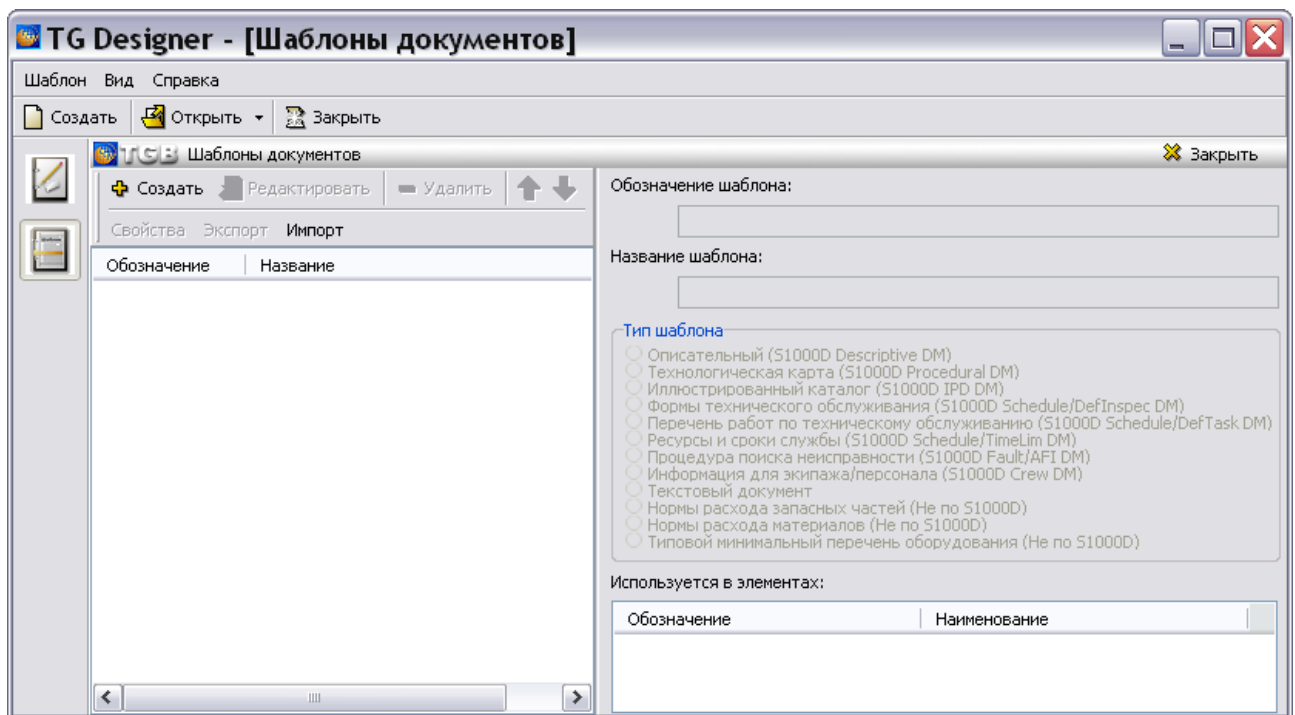 TG Designer - [Шаблоны документов]
Шаблон Вид Справка
Создать Открыть Закрыть
TGB Шаблоны документов Закрыть
Создать Редактировать Удалить
Свойства Экспорт Импорт
Обозначение Название
Обозначение шаблона:
Название шаблона:
Тип шаблона
Описательный (S1000D Descriptive DM)
Технологическая карта (S1000D Procedural DM)
Иллюстрированный каталог (S1000D IPD DM)
Формы технического обслуживания (S1000D Schedule/DefInspec DM)
Перечень работ по техническому обслуживанию (S1000D Schedule/DefTask DM)
Ресурсы и сроки службы (S1000D Schedule/TimeLim DM)
Процедура поиска неисправности (S1000D Fault/AFI DM)
Информация для экипажа/персонала (S1000D Crew DM)
Текстовый документ
Нормы расхода запасных частей (Не по S1000D)
Нормы расхода материалов (Не по S1000D)
Типовой минимальный перечень оборудования (Не по S1000D)
Используется в элементах:
Обозначение Наименование